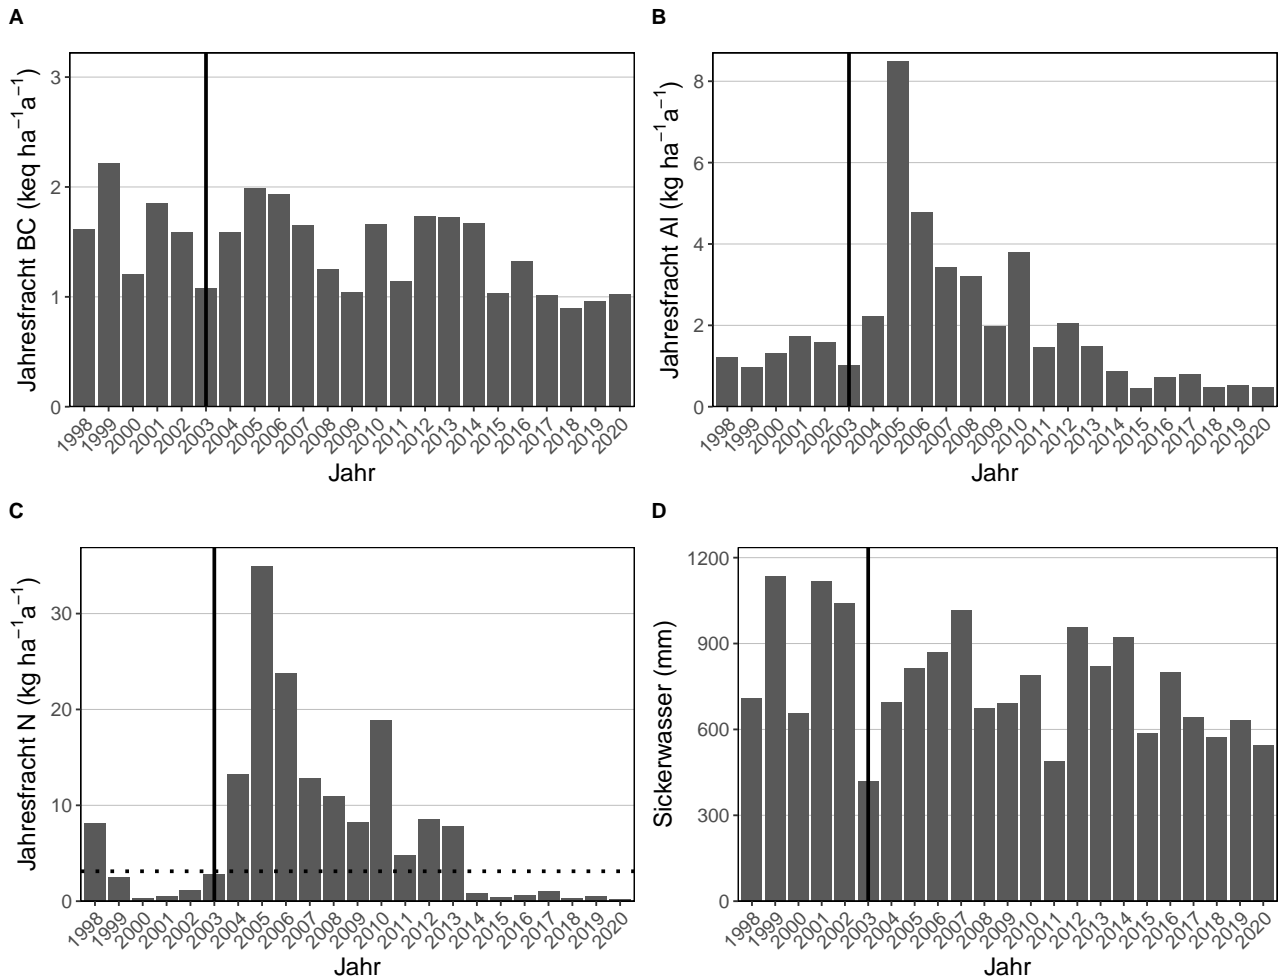 A
Jahresfracht BC (keq ha⁻¹a⁻¹)
3
2
1
0
1998 1999 2000 2001 2002 2003 2004 2005 2006 2007 2008 2009 2010 2011 2012 2013 2014 2015 2016 2017 2018 2019 2020
Jahr
B
Jahresfracht Al (kg ha⁻¹a⁻¹)
8
6
4
2
0
1998 1999 2000 2001 2002 2003 2004 2005 2006 2007 2008 2009 2010 2011 2012 2013 2014 2015 2016 2017 2018 2019 2020
Jahr
C
Jahresfracht N (kg ha⁻¹a⁻¹)
30
20
10
0
1998 1999 2000 2001 2002 2003 2004 2005 2006 2007 2008 2009 2010 2011 2012 2013 2014 2015 2016 2017 2018 2019 2020
Jahr
D
Sickerwasser (mm)
1200
900
600
300
0
1998 1999 2000 2001 2002 2003 2004 2005 2006 2007 2008 2009 2010 2011 2012 2013 2014 2015 2016 2017 2018 2019 2020
Jahr